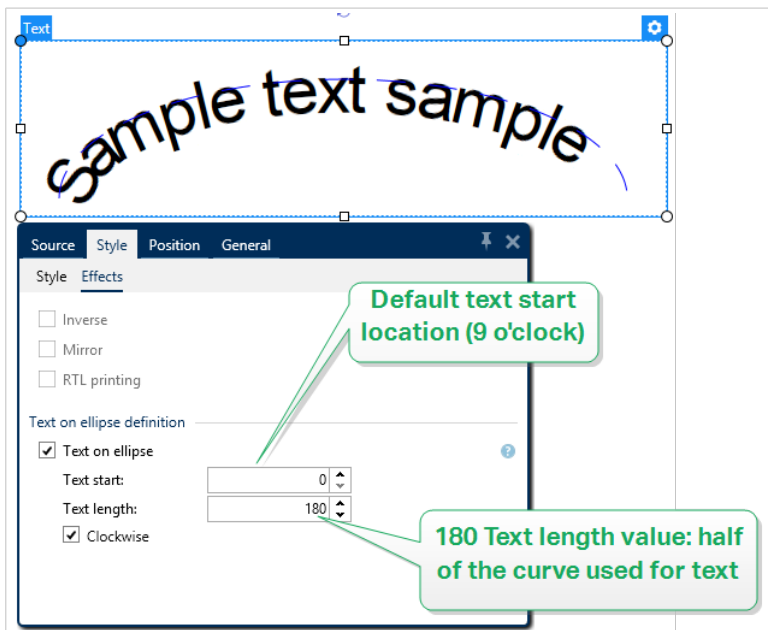 Text
Sample text sample
Source Style Position General
Style Effects
Default text start
location (9 o'clock)
Inverse
Mirror
RTL printing
Text on ellipse definition
Text on ellipse
?
Text start: 0
Text length: 180
Clockwise
180 Text length value: half
of the curve used for text